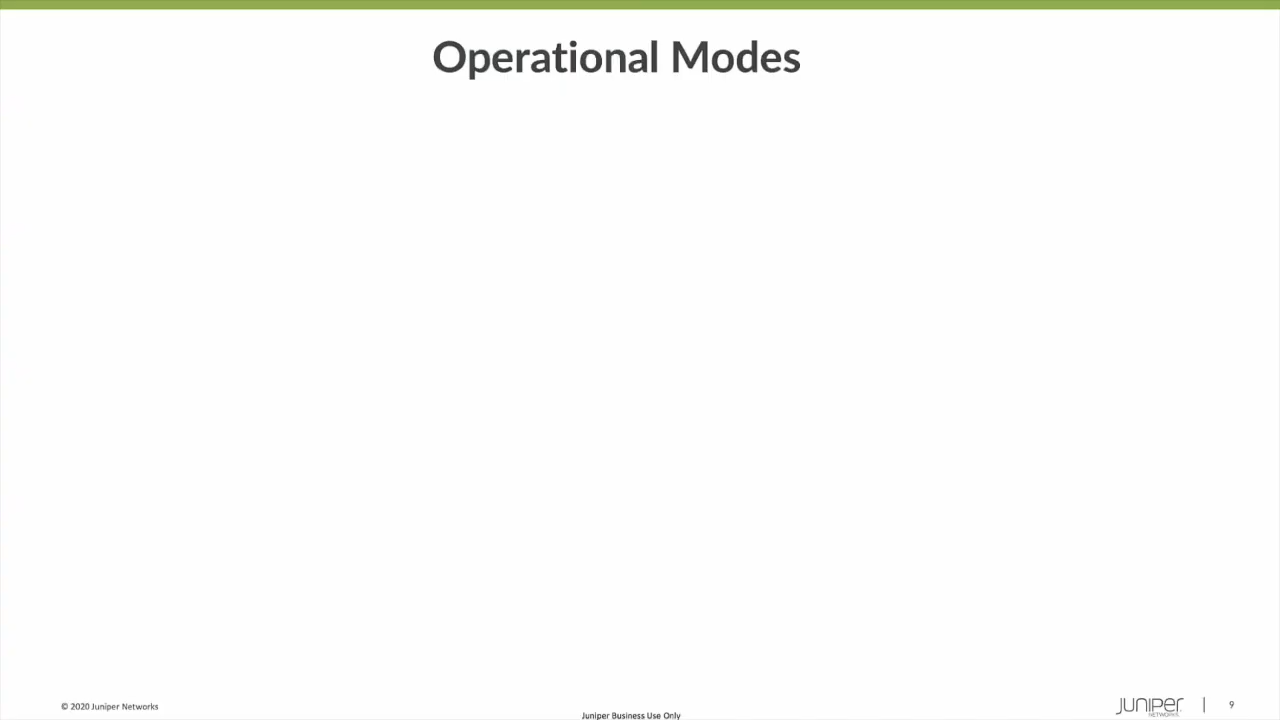 Operational Modes
© 2020 Juniper Networks
Juniper Business Use Only
JUNIPER
NETWORKS
|
9